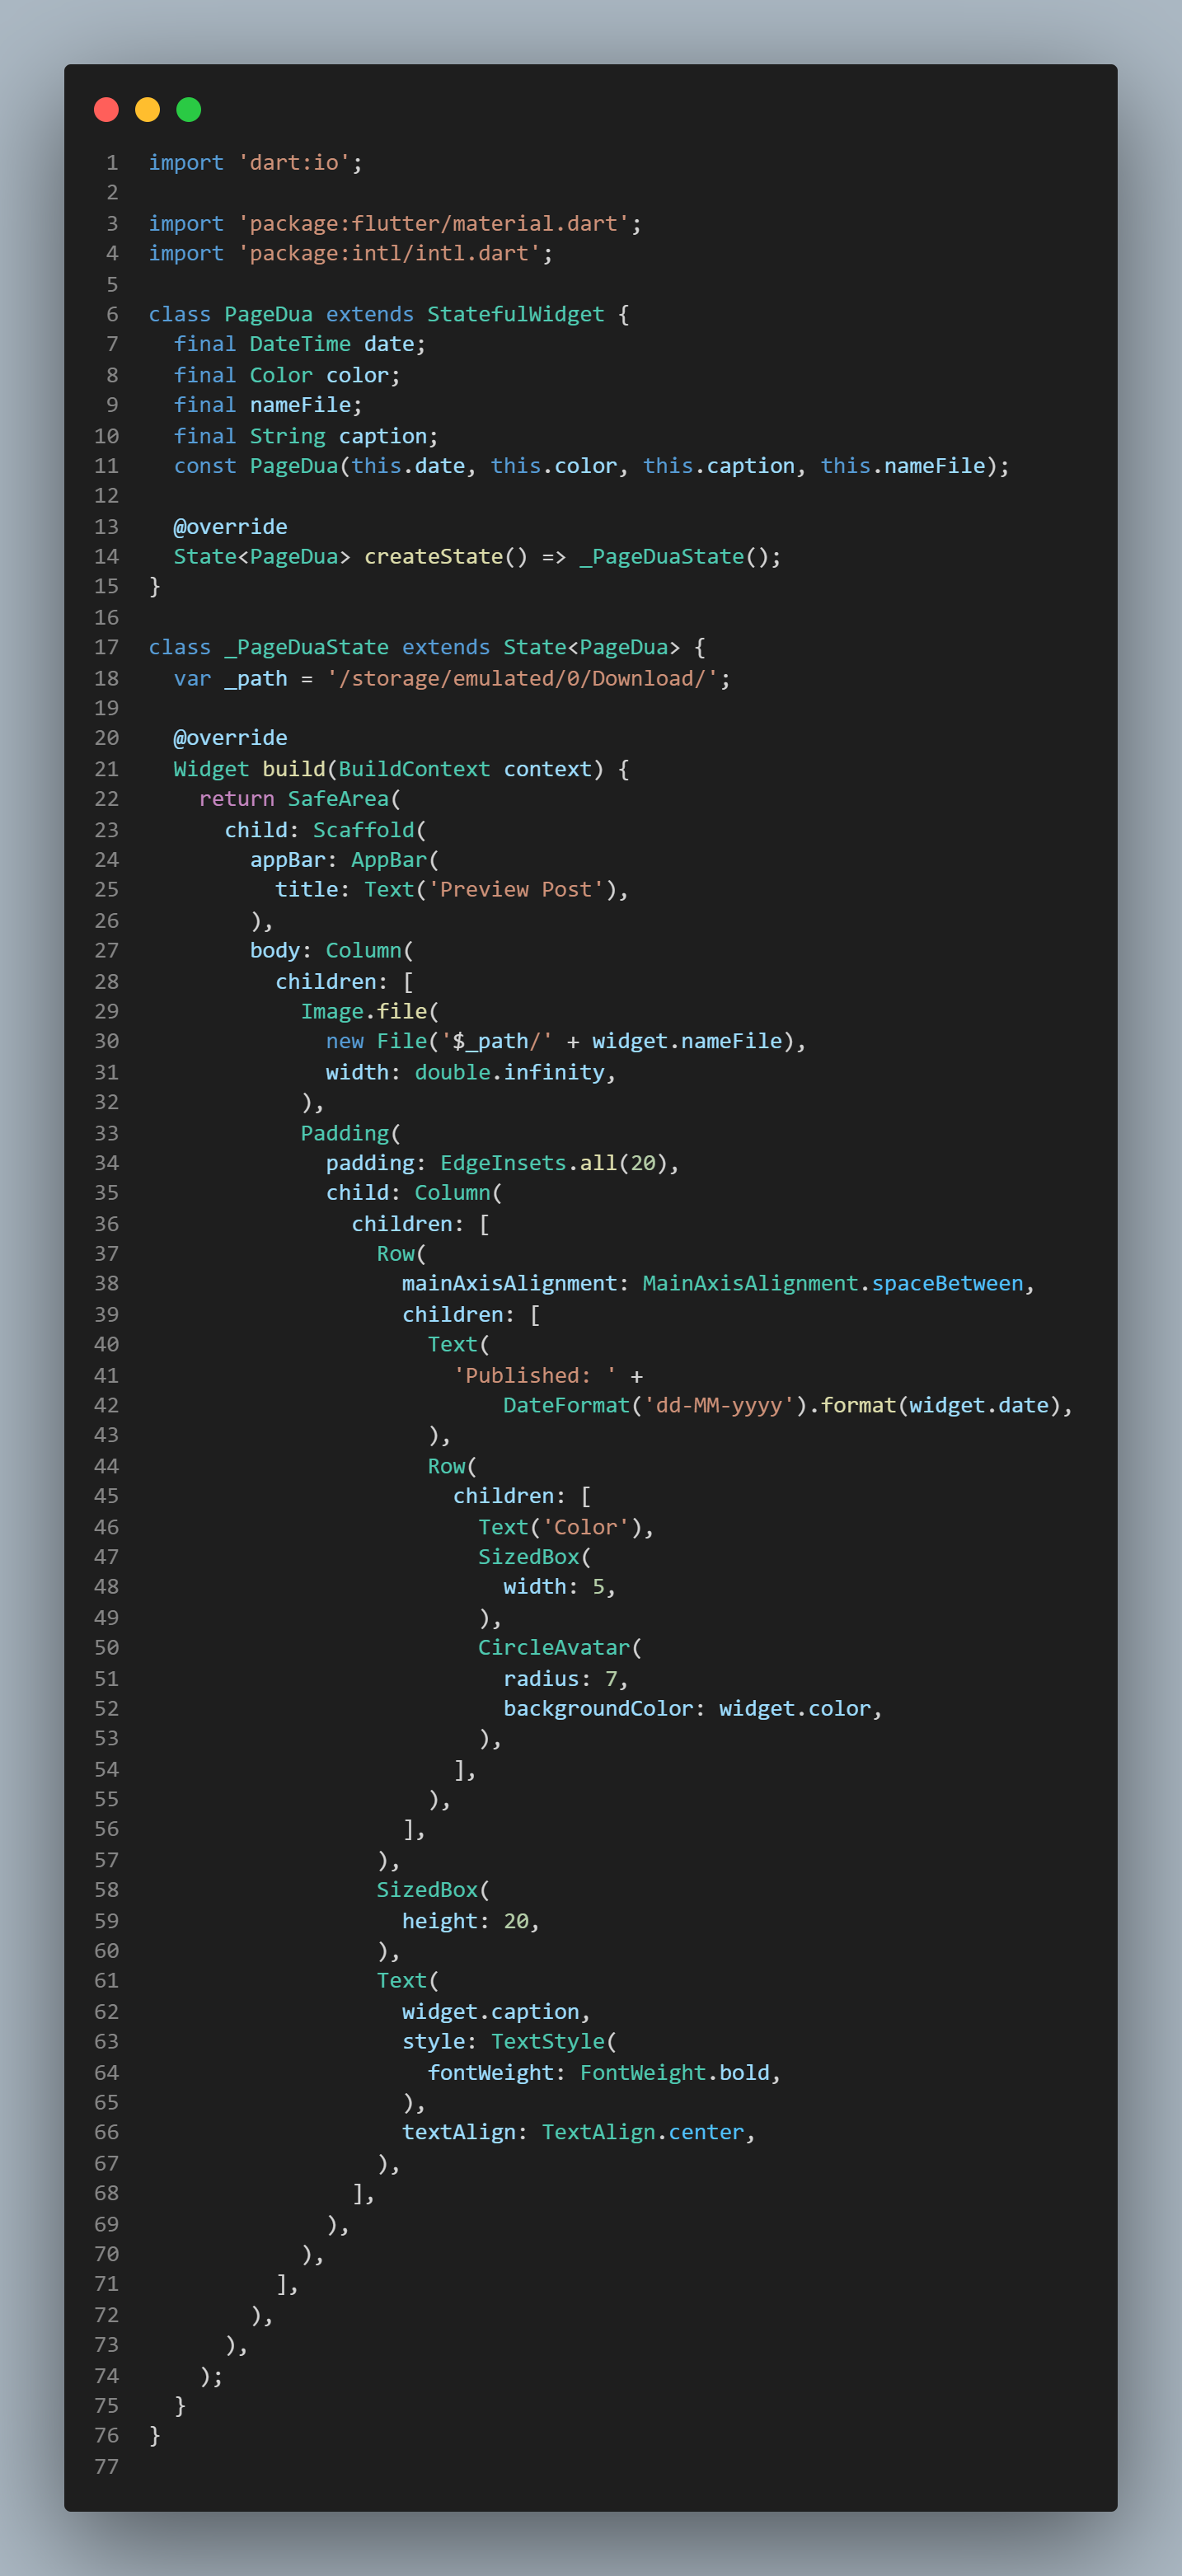 1 import 'dart:io';
2
3 import 'package:flutter/material.dart';
4 import 'package:intl/intl.dart';
5
6 class PageDua extends StatefulWidget {
7   final DateTime date;
8   final Color color;
9   final nameFile;
10   final String caption;
11   const PageDua(this.date, this.color, this.caption, this.nameFile);
12
13   @override
14   State<PageDua> createState() => _PageDuaState();
15 }
16
17 class _PageDuaState extends State<PageDua> {
18   var _path = '/storage/emulated/0/Download/';
19
20   @override
21   Widget build(BuildContext context) {
22     return SafeArea(
23       child: Scaffold(
24         appBar: AppBar(
25           title: Text('Preview Post'),
26         ),
27         body: Column(
28           children: [
29             Image.file(
30               new File('$_path/' + widget.nameFile),
31               width: double.infinity,
32             ),
33             Padding(
34               padding: EdgeInsets.all(20),
35               child: Column(
36                 children: [
37                   Row(
38                     mainAxisAlignment: MainAxisAlignment.spaceBetween,
39                     children: [
40                       Text(
41                         'Published: ' +
42                             DateFormat('dd-MM-yyyy').format(widget.date),
43                       ),
44                       Row(
45                         children: [
46                           Text('Color'),
47                           SizedBox(
48                             width: 5,
49                           ),
50                           CircleAvatar(
51                             radius: 7,
52                             backgroundColor: widget.color,
53                           ),
54                         ],
55                       ),
56                     ],
57                   ),
58                   SizedBox(
59                     height: 20,
60                   ),
61                   Text(
62                     widget.caption,
63                     style: TextStyle(
64                       fontWeight: FontWeight.bold,
65                     ),
66                     textAlign: TextAlign.center,
67                   ),
68                 ],
69               ),
70             ),
71           ],
72         ),
73       ),
74     );
75   }
76 }
77